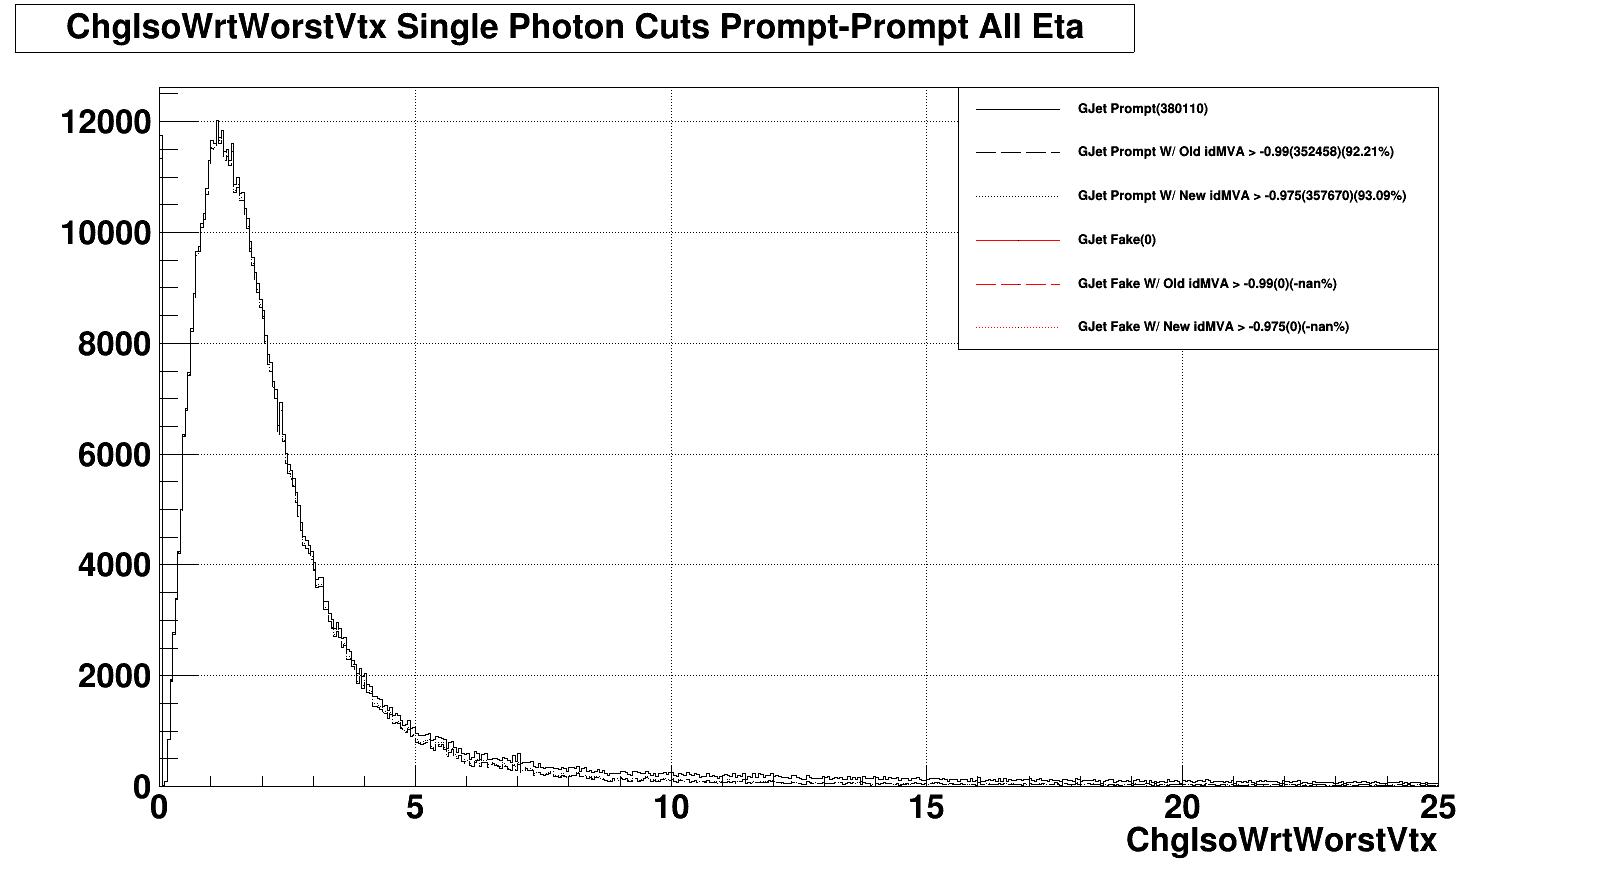 ChgIsoWrtWorstVtx Single Photon Cuts Prompt-Prompt All Eta
GJet Prompt(380110)
GJet Prompt W/ Old idMVA > -0.99(352458)(92.21%)
GJet Prompt W/ New idMVA > -0.975(357670)(93.09%)
GJet Fake(0)
GJet Fake W/ Old idMVA > -0.99(0)(-nan%)
GJet Fake W/ New idMVA > -0.975(0)(-nan%)
12000
10000
8000
6000
4000
2000
0
0 5 10 15 20 25
ChgIsoWrtWorstVtx